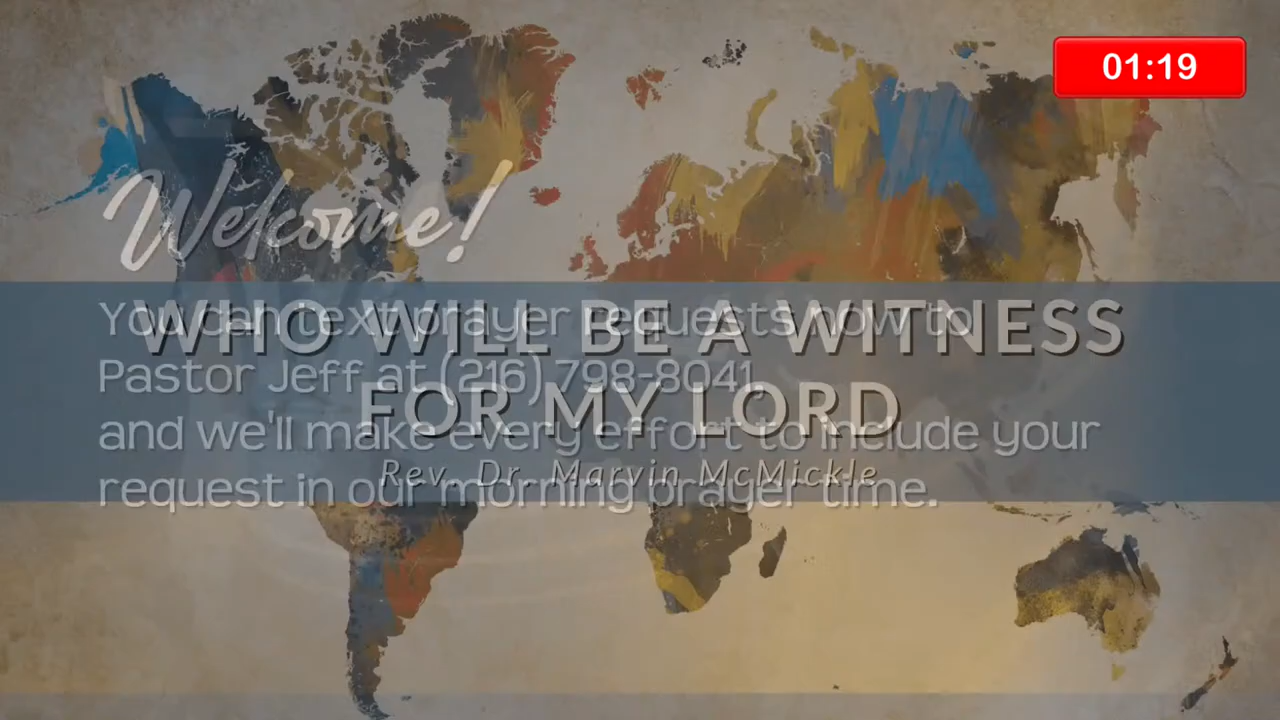 01:19
Welcome!
You can text prayer requests now to
Pastor Jeff at (216) 798-8041
and we'll make every effort to include your
request in our morning prayer time.
WHO WILL BE A WITNESS
FOR MY LORD
Rev. Dr. Marvin McMickle